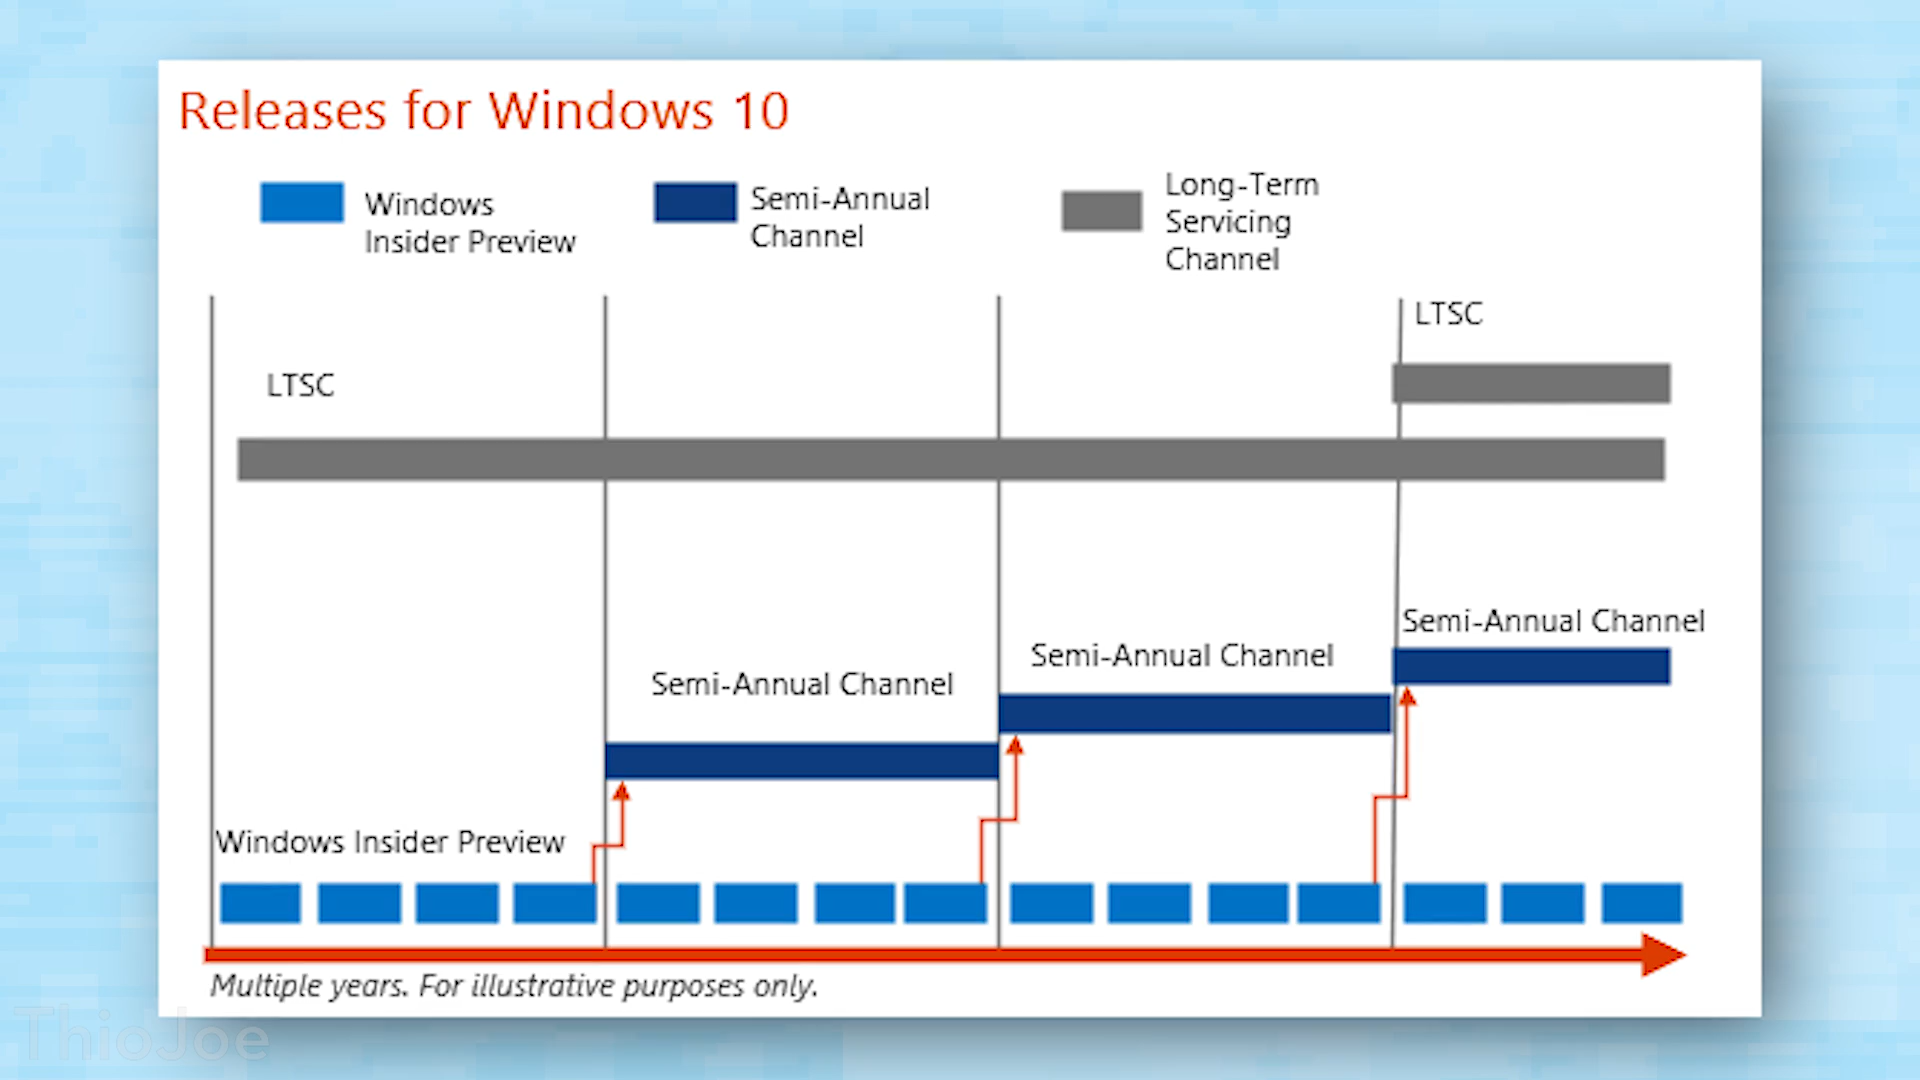 Releases for Windows 10
Windows
Insider Preview
Semi-Annual
Channel
Long-Term
Servicing
Channel
LTSC
LTSC
Semi-Annual Channel
Semi-Annual Channel
Semi-Annual Channel
Windows Insider Preview
Multiple years. For illustrative purposes only.
ThioJoe